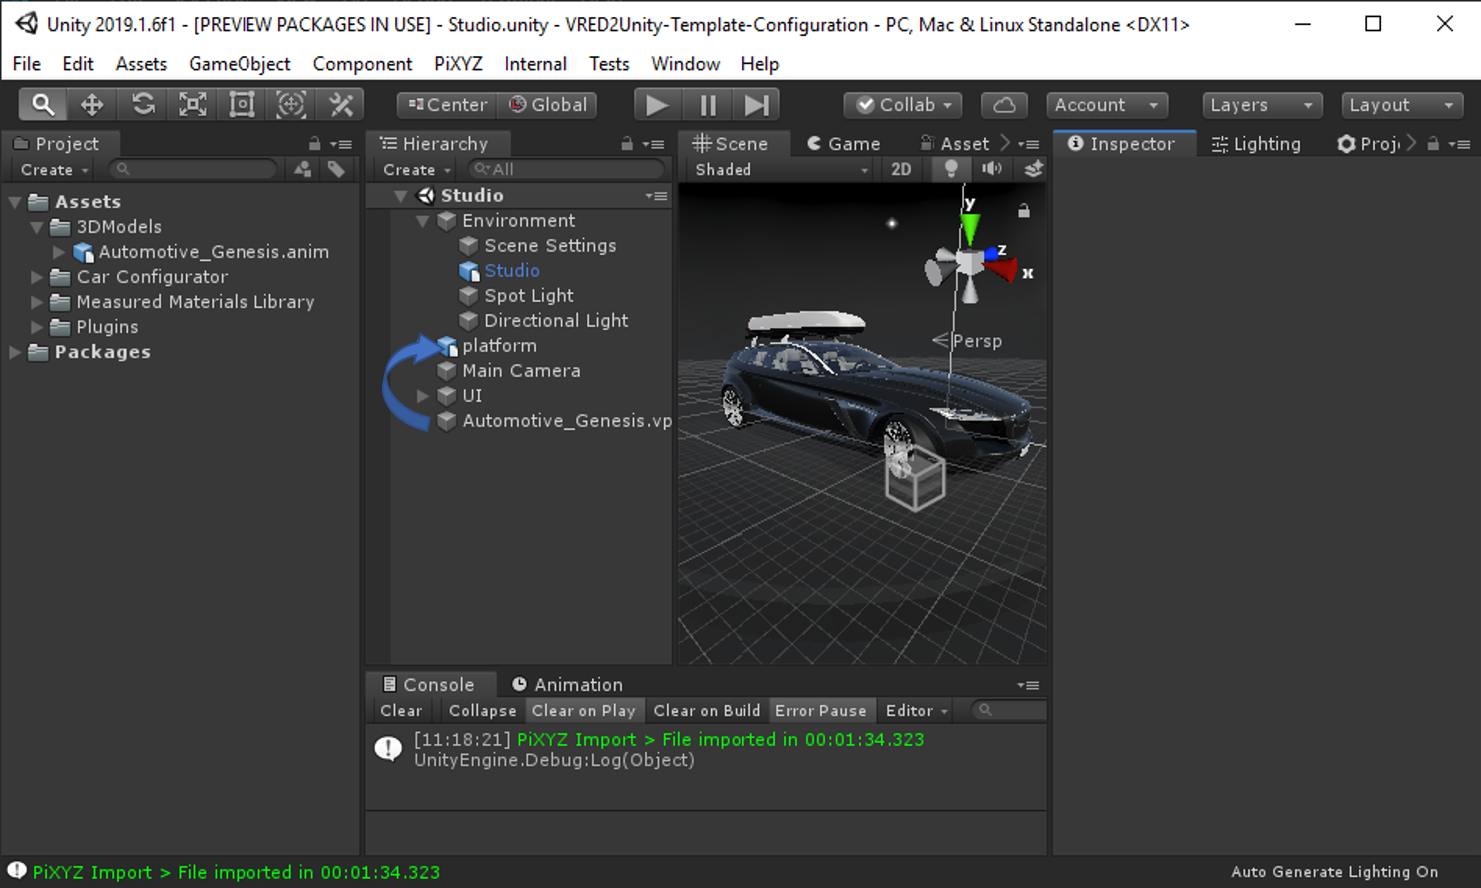 Unity 2019.1.6f1 - [PREVIEW PACKAGES IN USE] - Studio.unity - VRED2Unity-Template-Configuration - PC, Mac & Linux Standalone <DX11>
File Edit Assets GameObject Component PiXYZ Internal Tests Window Help
Center Global Collab Account Layers Layout
Project
Create
Assets
3DModels
Automotive_Genesis.anim
Car Configurator
Measured Materials Library
Plugins
Packages
Hierarchy
Create All
Studio
Environment
Scene Settings
Studio
Spot Light
Directional Light
platform
Main Camera
UI
Automotive_Genesis.vp
Scene Game Asset
Shaded 2D
y
z
x
Persp
Inspector Lighting Proj
Console Animation
Clear Collapse Clear on Play Clear on Build Error Pause Editor
[11:18:21] PiXYZ Import > File imported in 00:01:34.323
UnityEngine.Debug:Log(Object)
PiXYZ Import > File imported in 00:01:34.323
Auto Generate Lighting On